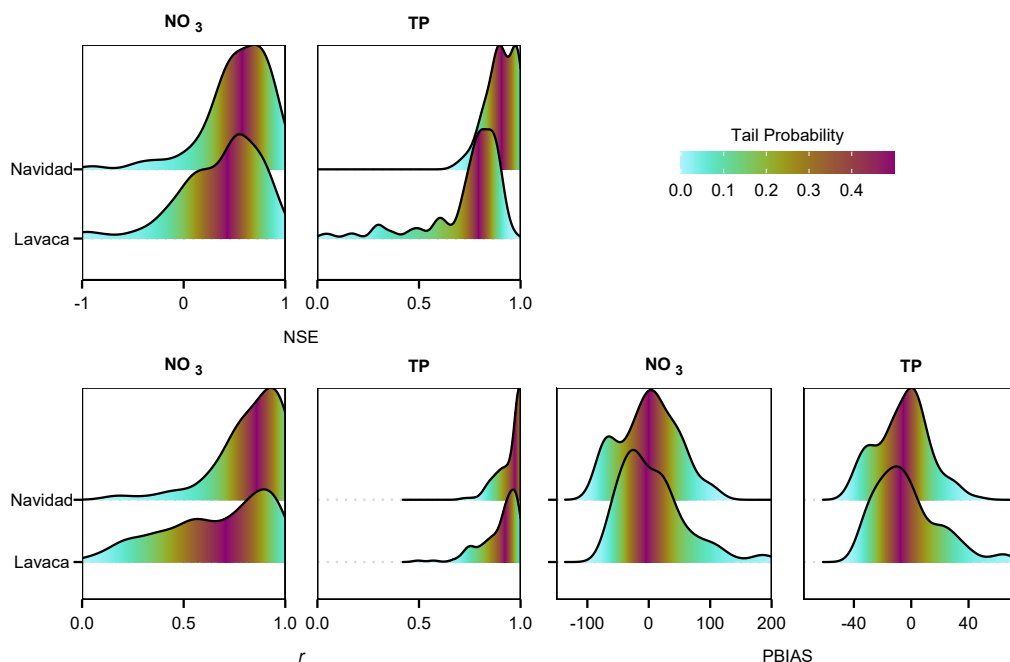 NO 3 TP
Tail Probability
0.0 0.1 0.2 0.3 0.4
Navidad
Lavaca
-1 0 1 0.0 0.5 1.0
NSE
NO 3 TP NO 3 TP
Navidad
Lavaca
0.0 0.5 1.0 0.0 0.5 1.0 -100 0 100 200 -40 0 40
r PBIAS